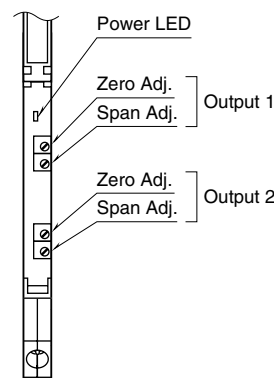 Power LED
Zero Adj.
Span Adj.
Output 1
Zero Adj.
Span Adj.
Output 2